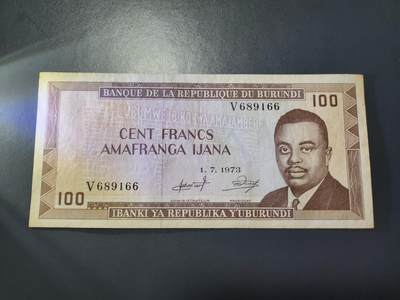 BANQUE DE LA REPUBLIQUE DU BURUNDI
V689166
100
CENT FRANCS
AMAFRANGA IJANA
1.7.1973
100
V689166
IBANKI YA REPUBLIKA Y'UBURUNDI